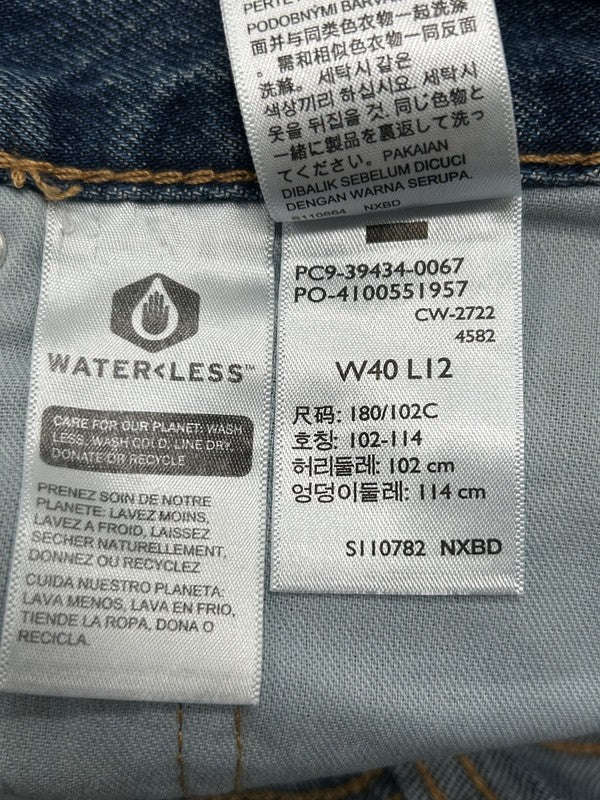 PODOBNYMI BARW
面并与同类色衣物一起洗涤
。需和相似色衣物一同反面
洗滌。세탁시 같은
색상끼리 하십시요. 세탁시
옷을 뒤집을 것. 同じ色物と
一緒に製品を裏返して洗っ
てください。PAKAIAN
DIBALIK SEBELUM DICUCI
DENGAN WARNA SERUPA.
S110664 NXBD
WATER<LESS™
CARE FOR OUR PLANET: WASH
LESS, WASH COLD, LINE DRY,
DONATE OR RECYCLE
PRENEZ SOIN DE NOTRE
PLANETE: LAVEZ MOINS,
LAVEZ A FROID, LAISSEZ
SECHER NATURELLEMENT,
DONNEZ OU RECYCLEZ
CUIDA NUESTRO PLANETA:
LAVA MENOS, LAVA EN FRIO,
TIENDE LA ROPA, DONA O
RECICLA.
PC9-39434-0067
PO-4100551957
CW-2722
4582
W40 L12
尺码: 180/102C
호칭: 102-114
허리둘레: 102 cm
엉덩이둘레: 114 cm
S110782 NXBD